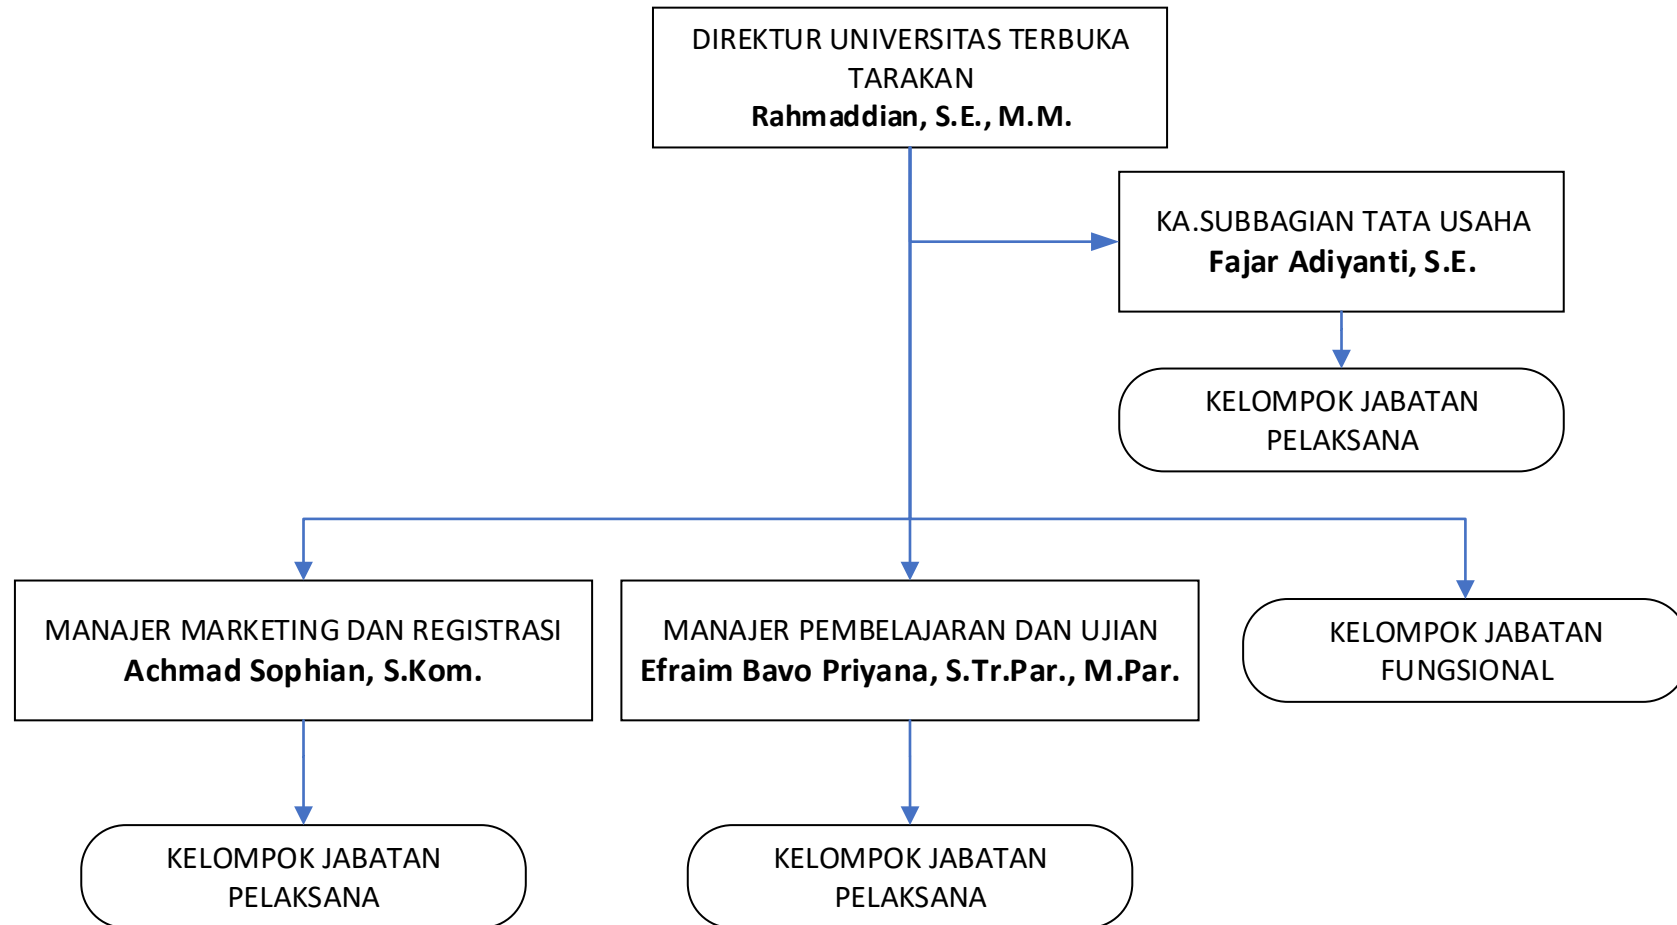 DIREKTUR UNIVERSITAS TERBUKA
TARAKAN
Rahmaddian, S.E., M.M.
KA.SUBBAGIAN TATA USAHA
Fajar Adiyanti, S.E.
KELOMPOK JABATAN
PELAKSANA
MANAJER MARKETING DAN REGISTRASI
Achmad Sophian, S.Kom.
MANAJER PEMBELAJARAN DAN UJIAN
Efraim Bavo Priyana, S.Tr.Par., M.Par.
KELOMPOK JABATAN
FUNGSIONAL
KELOMPOK JABATAN
PELAKSANA
KELOMPOK JABATAN
PELAKSANA